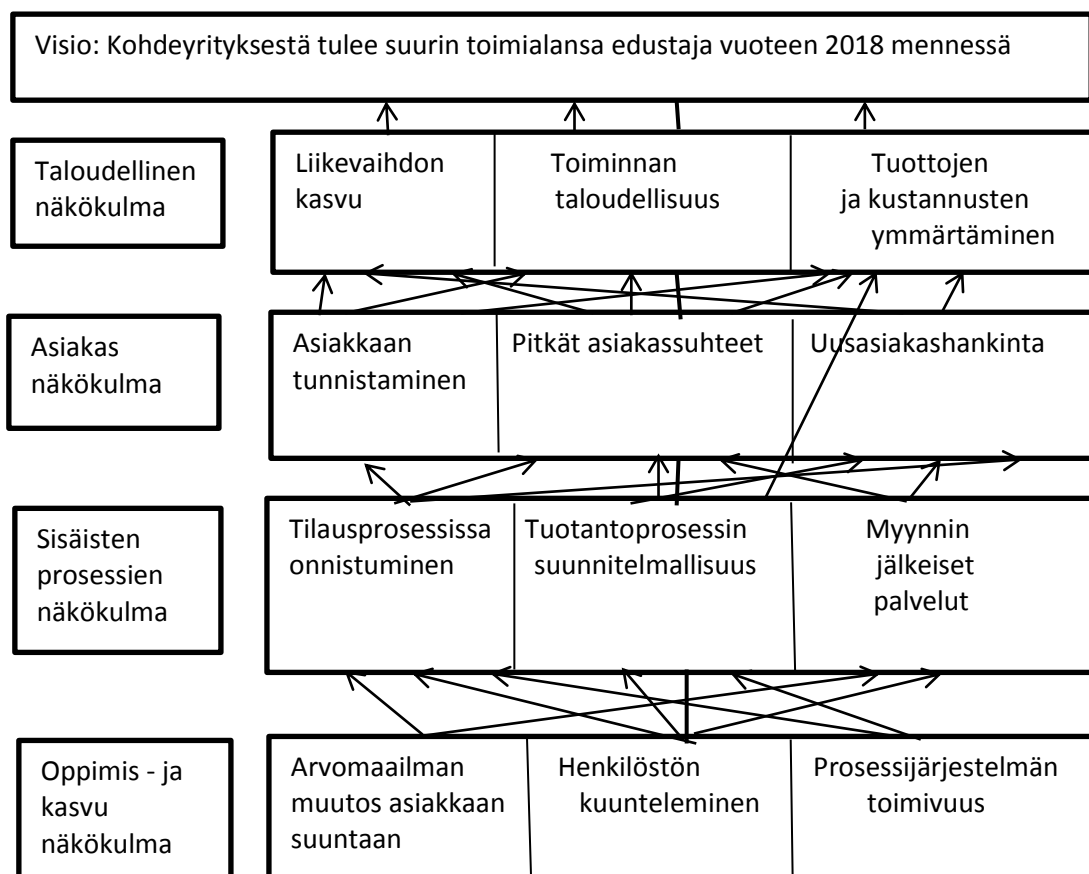 Visio: Kohdeyrityksestä tulee suurin toimialansa edustaja vuoteen 2018 mennessä
Taloudellinen
näkökulma
Liikevaihdon
kasvu
Toiminnan
taloudellisuus
Tuottojen
ja kustannusten
ymmärtäminen
Asiakas
näkökulma
Asiakkaan
tunnistaminen
Pitkät asiakassuhteet
Uusasiakashankinta
Sisäisten
prosessien
näkökulma
Tilausprosessissa
onnistuminen
Tuotantoprosessin
suunnitelmallisuus
Myynnin
jälkeiset
palvelut
Oppimis - ja
kasvu
näkökulma
Arvomaailman
muutos asiakkaan
suuntaan
Henkilöstön
kuunteleminen
Prosessijärjestelmän
toimivuus